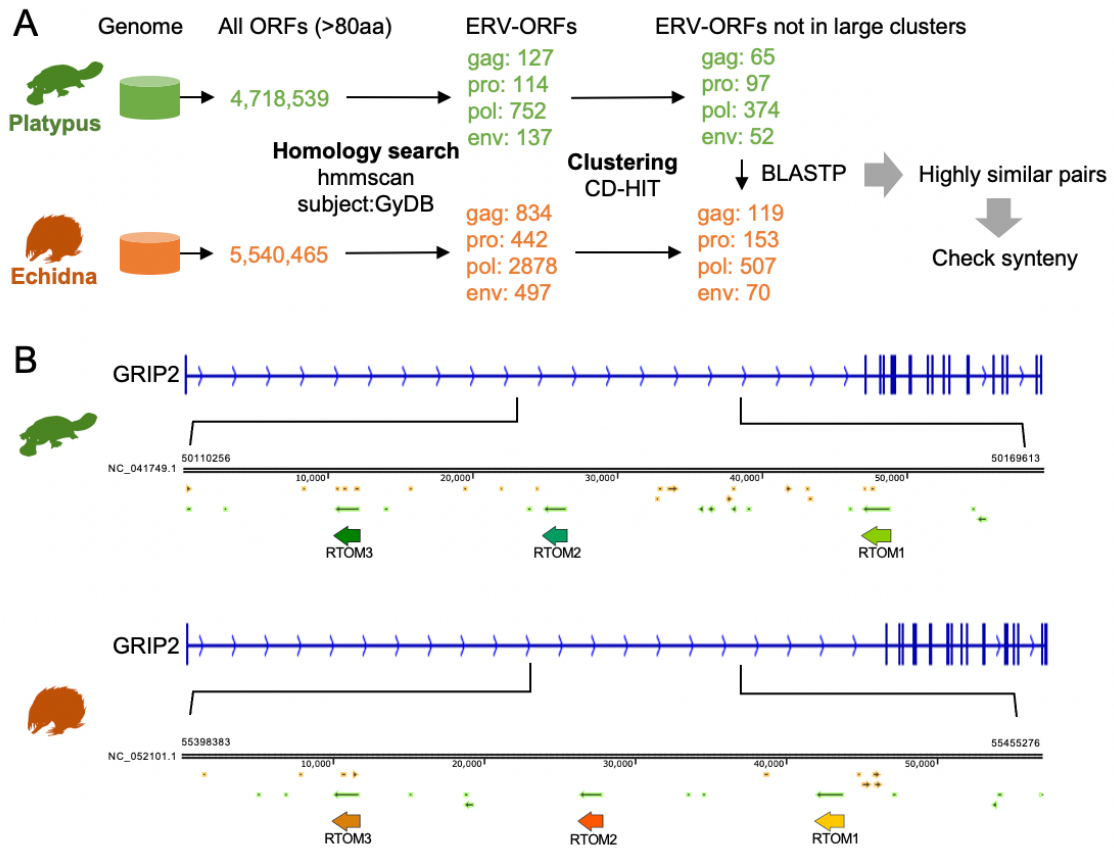 A
Genome
All ORFs (>80aa)
ERV-ORFs
ERV-ORFs not in large clusters
Platypus
4,718,539
gag: 127
pro: 114
pol: 752
env: 137
gag: 65
pro: 97
pol: 374
env: 52
Homology search
hmmscan
subject:GyDB
Clustering
CD-HIT
BLASTP
Highly similar pairs
Check synteny
Echidna
5,540,465
gag: 834
pro: 442
pol: 2878
env: 497
gag: 119
pro: 153
pol: 507
env: 70
B
GRIP2
50110256
50169613
NC_041749.1
10,000
20,000
30,000
40,000
50,000
RTOM3
RTOM2
RTOM1
GRIP2
55398383
55455276
NC_052101.1
10,000
20,000
30,000
40,000
50,000
RTOM3
RTOM2
RTOM1